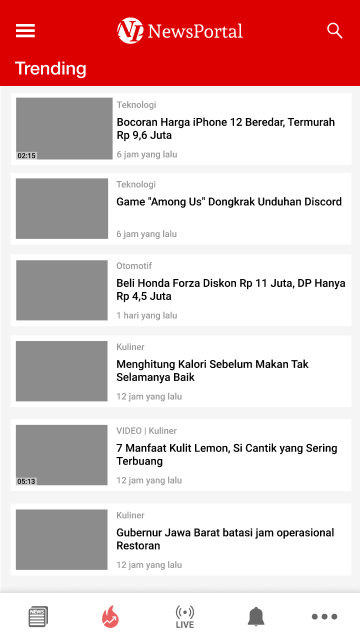 NewsPortal
Trending
Teknologi
Bocoran Harga iPhone 12 Beredar, Termurah
Rp 9,6 Juta
02:15
6 jam yang lalu
Teknologi
Game "Among Us" Dongkrak Unduhan Discord
6 jam yang lalu
Otomotif
Beli Honda Forza Diskon Rp 11 Juta, DP Hanya
Rp 4,5 Juta
1 hari yang lalu
Kuliner
Menghitung Kalori Sebelum Makan Tak
Selamanya Baik
12 jam yang lalu
VIDEO | Kuliner
7 Manfaat Kulit Lemon, Si Cantik yang Sering
Terbuang
05:13
12 jam yang lalu
Kuliner
Gubernur Jawa Barat batasi jam operasional
Restoran
12 jam yang lalu
NEWS
LIVE